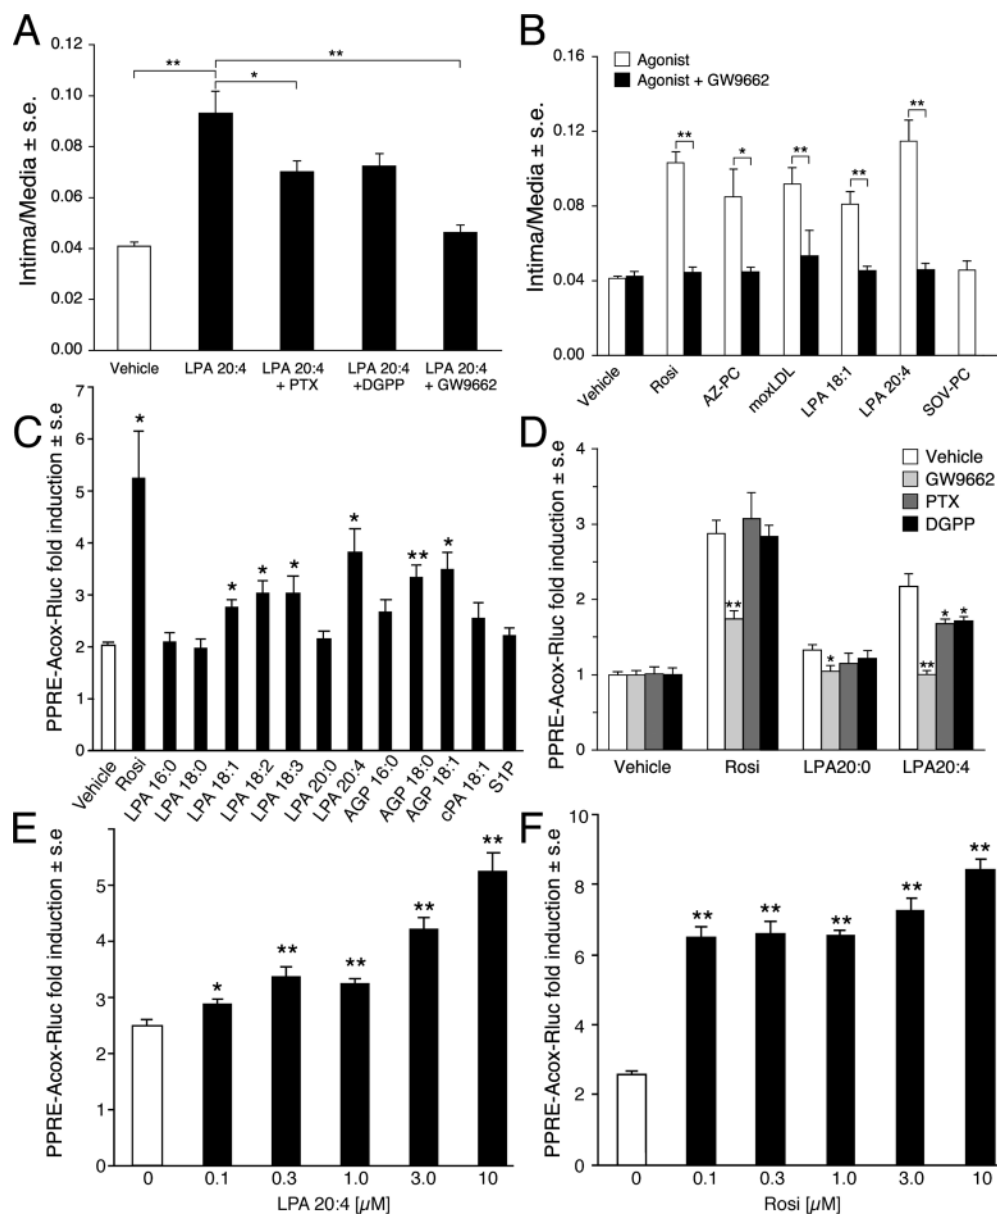 A
Intima/Media ± s.e.
0.12
0.10
0.08
0.06
0.04
0.02
0.00
**
*
**
Vehicle
LPA 20:4
LPA 20:4
+ PTX
LPA 20:4
+DGPP
LPA 20:4
+ GW9662
B
Intima/Media ± s.e.
0.16
0.12
0.08
0.04
0.00
Agonist
Agonist + GW9662
**
*
**
**
**
Vehicle
Rosi
AZ-PC
moxLDL
LPA 18:1
LPA 20:4
SOV-PC
C
PPRE-Acox-Rluc fold induction ± s.e
7
6
5
4
3
2
1
0
*
*
*
*
*
**
*
Vehicle
Rosi
LPA 16:0
LPA 18:0
LPA 18:1
LPA 18:2
LPA 18:3
LPA 20:0
LPA 20:4
AGP 16:0
AGP 18:0
AGP 18:1
cPA 18:1
S1P
D
PPRE-Acox-Rluc fold induction ± s.e
4
3
2
1
0
Vehicle
GW9662
PTX
DGPP
**
*
**
*
*
Vehicle
Rosi
LPA20:0
LPA20:4
E
PPRE-Acox-Rluc fold induction ± s.e
5
4
3
2
1
0
*
**
**
**
**
0
0.1
0.3
1.0
3.0
10
LPA 20:4 [µM]
F
PPRE-Acox-Rluc fold induction ± s.e
10
8
6
4
2
0
**
**
**
**
**
0
0.1
0.3
1.0
3.0
10
Rosi [µM]